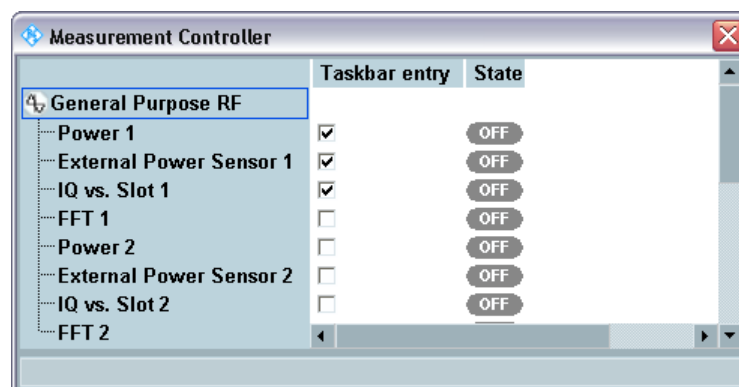 Measurement Controller
Taskbar entry State
General Purpose RF
Power 1 OFF
External Power Sensor 1 OFF
IQ vs. Slot 1 OFF
FFT 1 OFF
Power 2 OFF
External Power Sensor 2 OFF
IQ vs. Slot 2 OFF
FFT 2